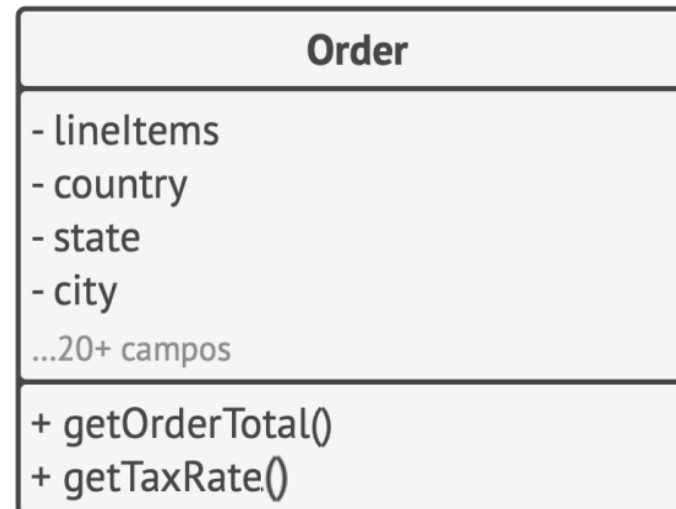 Order
- lineItems
- country
- state
- city
...20+ campos
+ getOrderTotal()
+ getTaxRate()